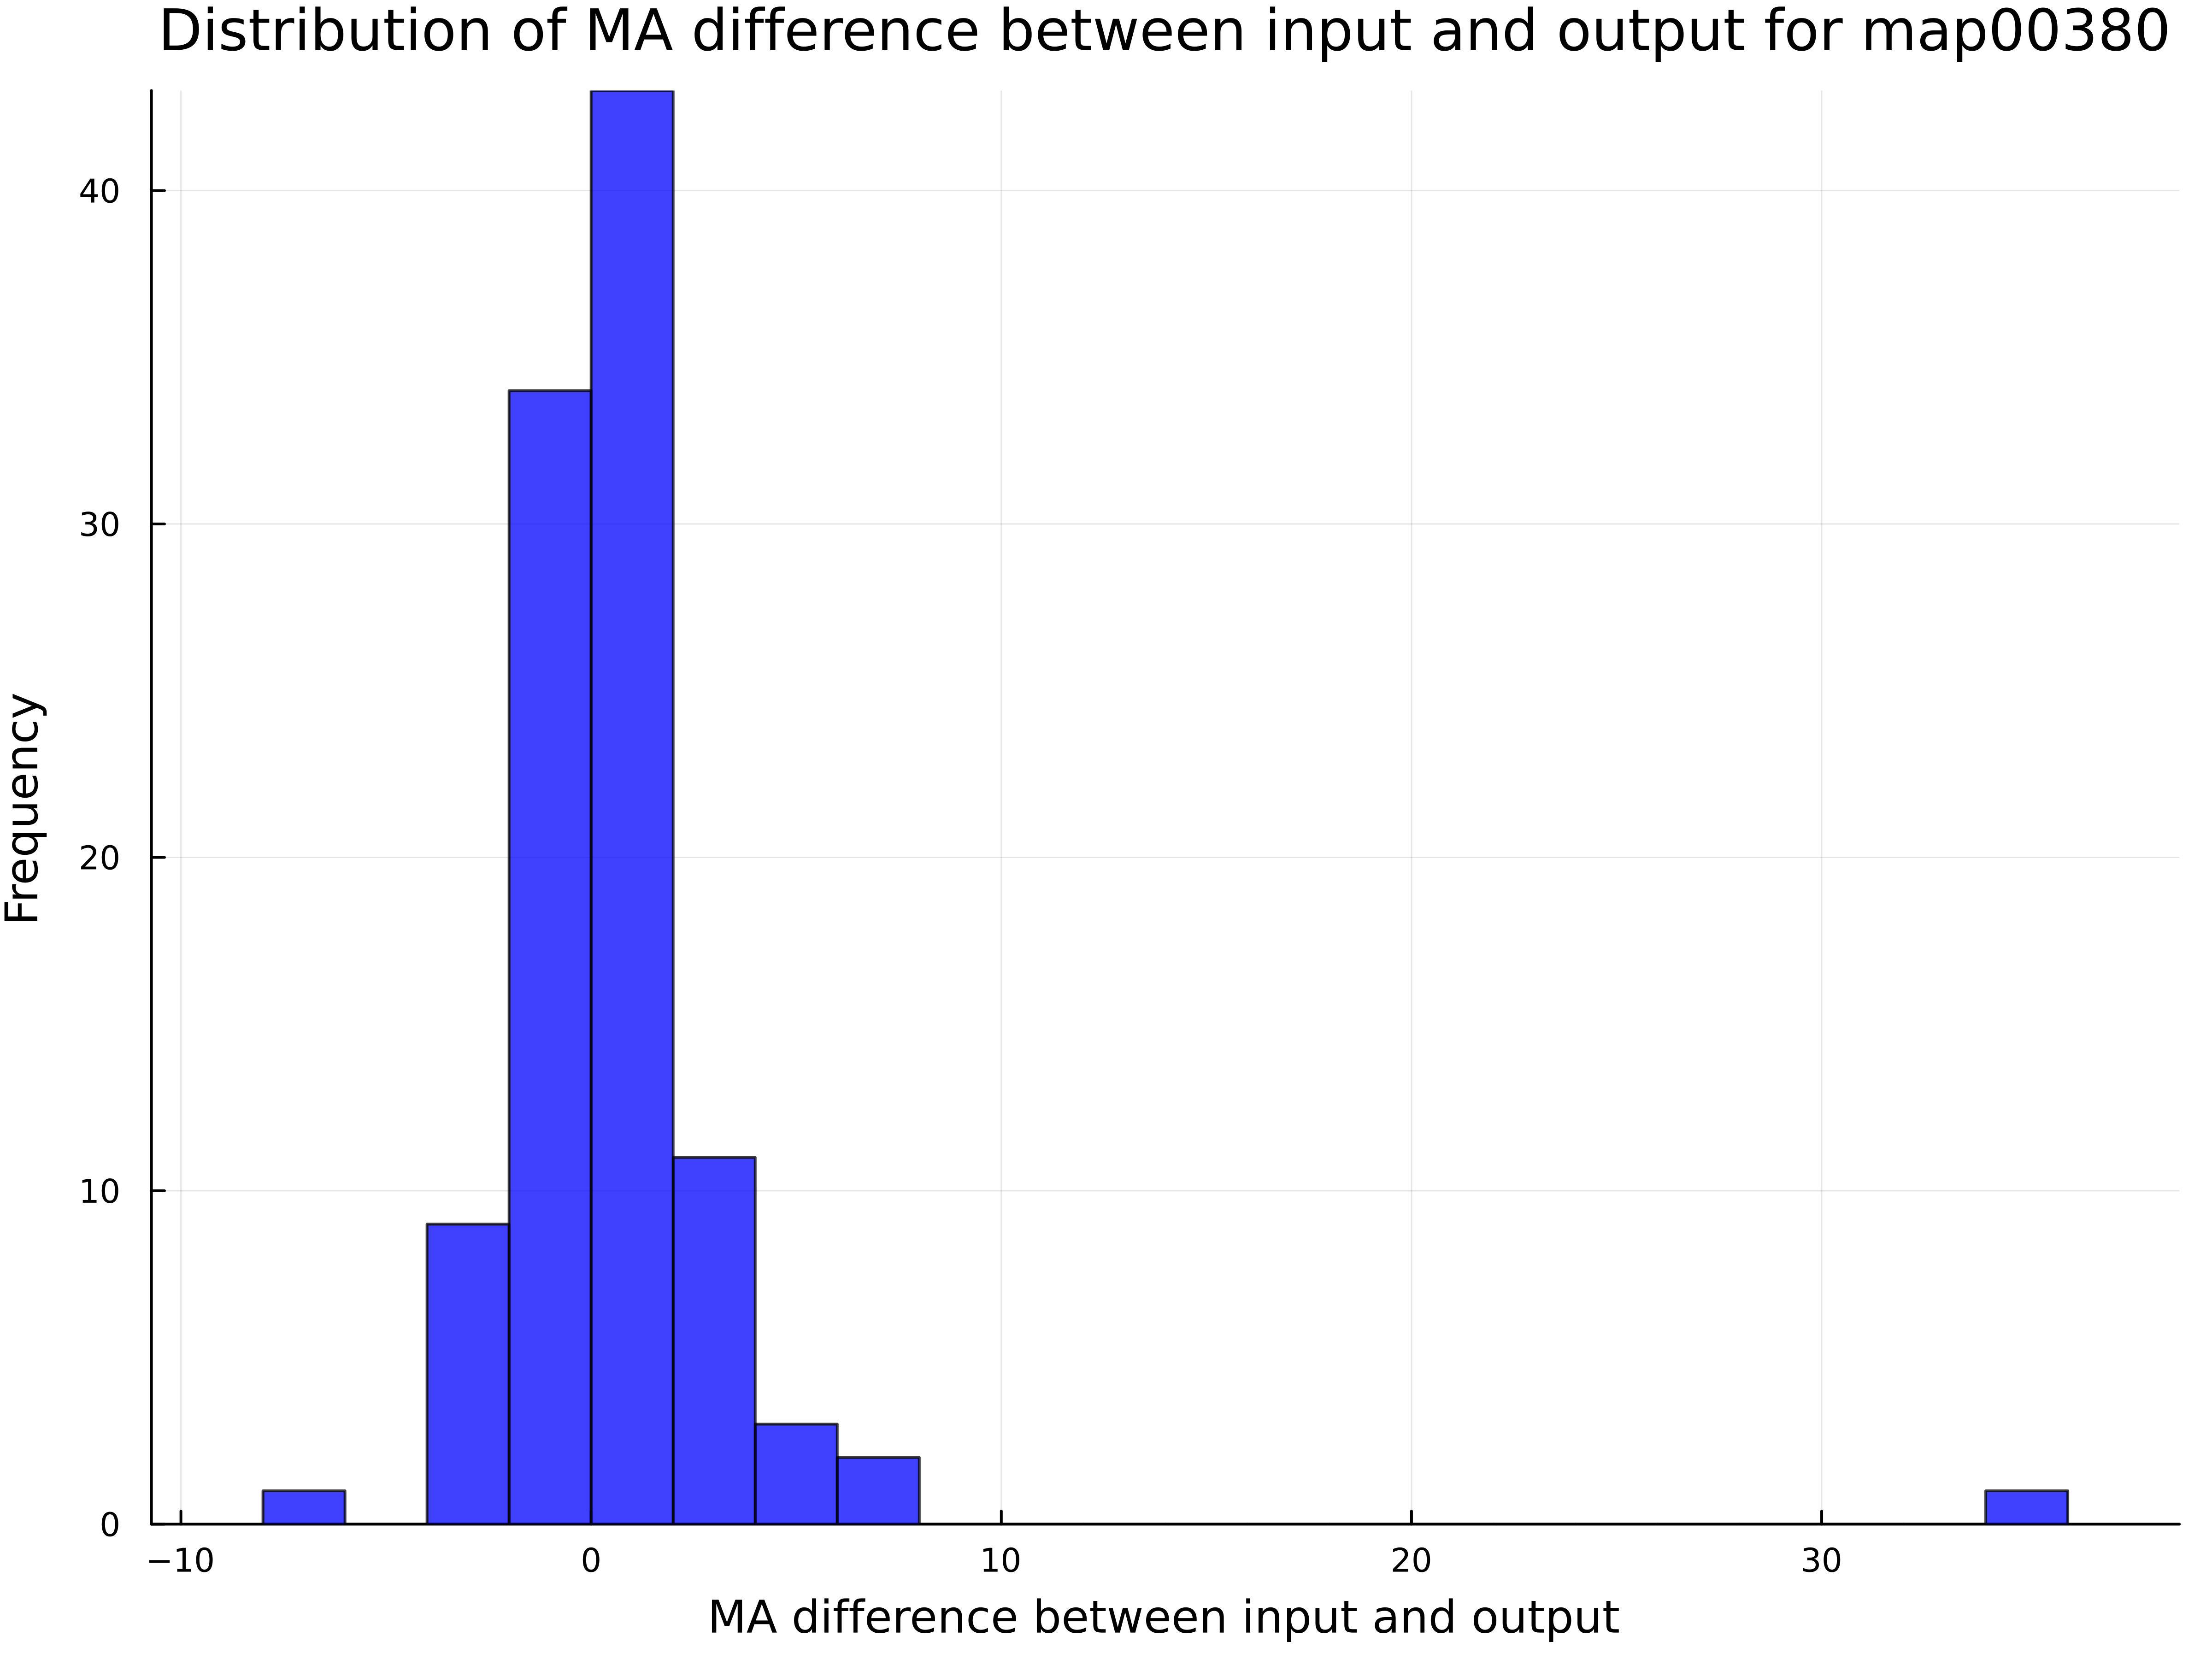 Distribution of MA difference between input and output for map00380
40
30
20
10
0
Frequency
−10 0 10 20 30
MA difference between input and output